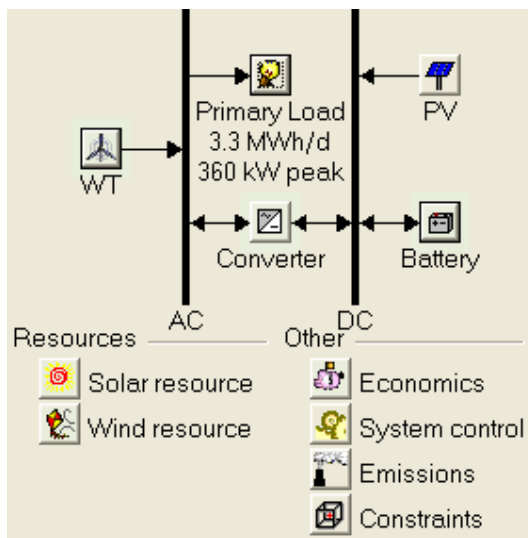 Primary Load
3.3 MWh/d
360 kW peak
PV
WT
Converter
Battery
AC
DC
Resources
Other
Solar resource
Economics
Wind resource
System control
Emissions
Constraints